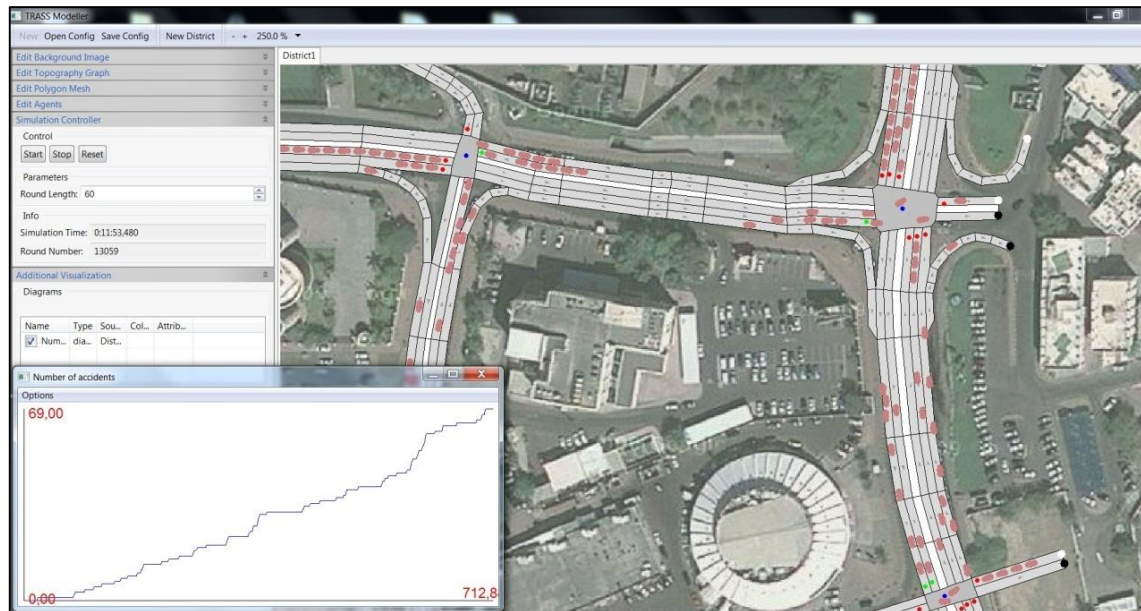 TRASS Modeller
New Open Config Save Config New District - + 250.0 %
Edit Background Image
District1
Edit Topography Graph
Edit Polygon Mesh
Edit Agents
Simulation Controller
Control
Start Stop Reset
Parameters
Round Length: 60
Info
Simulation Time: 0:11:53,480
Round Number: 13059
Additional Visualization
Diagrams
Name Type Sou... Col... Attrib...
Num... dia... Dist...
Number of accidents
Options
69,00
0,00
712,8